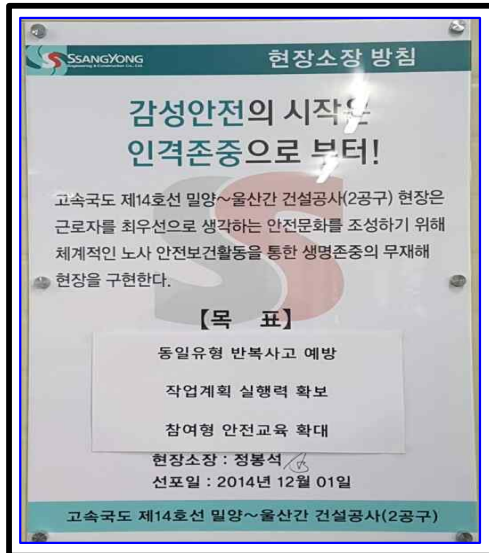 SSANGYONG
Engineering & Construction Co., Ltd.
현장소장 방침
감성안전의 시작은
인격존중으로 부터!
고속국도 제14호선 밀양~울산간 건설공사(2공구) 현장은
근로자를 최우선으로 생각하는 안전문화를 조성하기 위해
체계적인 노사 안전보건활동을 통한 생명존중의 무재해
현장을 구현한다.
【목 표】
동일유형 반복사고 예방
작업계획 실행력 확보
참여형 안전교육 확대
현장소장 : 정봉석
선포일 : 2014년 12월 01일
고속국도 제14호선 밀양~울산간 건설공사(2공구)